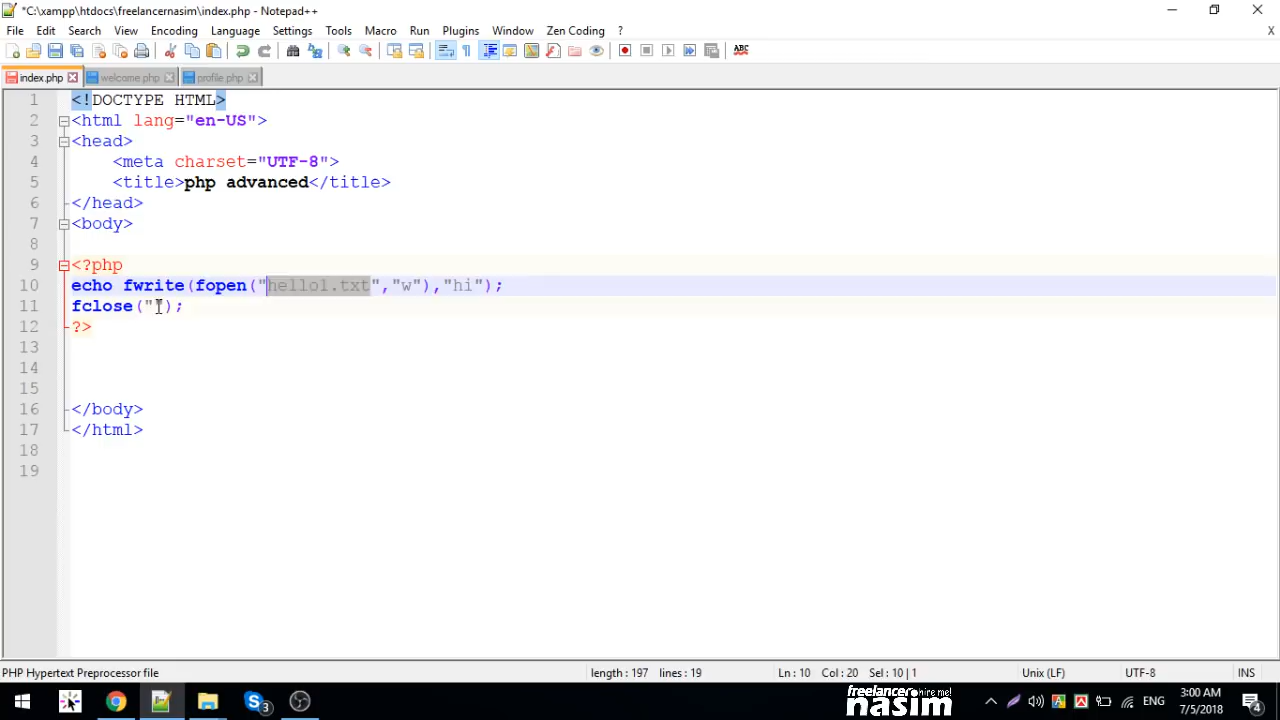 *C:\xampp\htdocs\freelancernasim\index.php - Notepad++
File Edit Search View Encoding Language Settings Tools Macro Run Plugins Window Zen Coding ? X
index.php welcome.php profile.php
1 <!DOCTYPE HTML>
2 <html lang="en-US">
3 <head>
4 <meta charset="UTF-8">
5 <title>php advanced</title>
6 </head>
7 <body>
8
9 <?php
10 echo fwrite(fopen("hello1.txt","w"),"hi");
11 fclose("");
12 ?>
13
14
15
16 </body>
17 </html>
18
19
PHP Hypertext Preprocessor file length : 197 lines : 19 Ln : 10 Col : 20 Sel : 10 | 1 Unix (LF) UTF-8 INS
3 freelancer hire me! nasim ENG 3:00 AM 7/5/2018 4